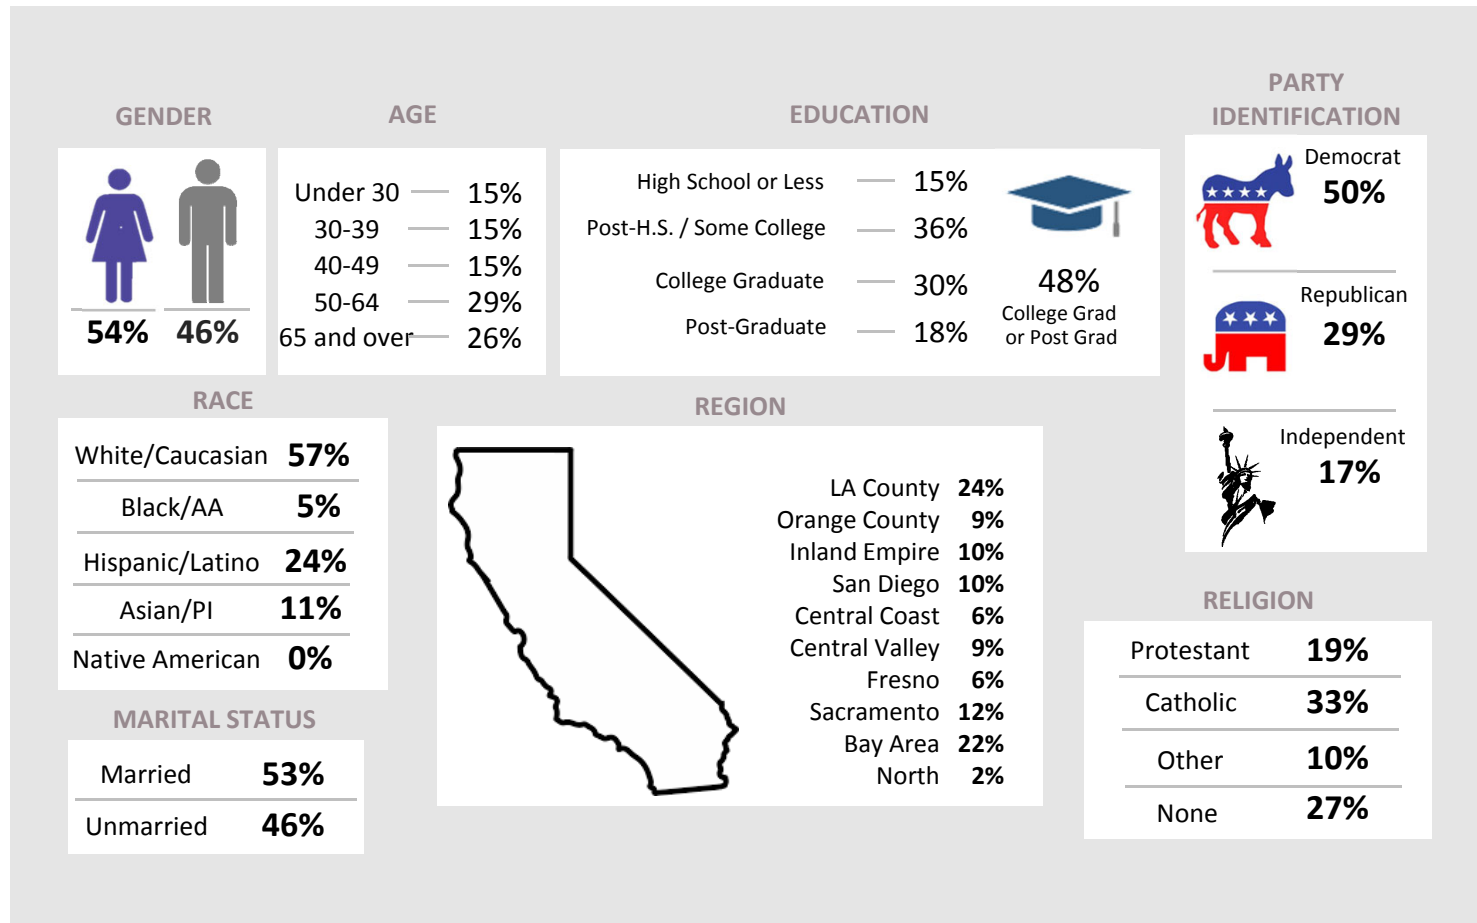 GENDER
54% 46%
AGE
Under 30 15%
30-39 15%
40-49 15%
50-64 29%
65 and over 26%
EDUCATION
High School or Less 15%
Post-H.S. / Some College 36%
College Graduate 30%
Post-Graduate 18%
48%
College Grad
or Post Grad
PARTY
IDENTIFICATION
Democrat
50%
Republican
29%
Independent
17%
RACE
White/Caucasian 57%
Black/AA 5%
Hispanic/Latino 24%
Asian/PI 11%
Native American 0%
REGION
LA County 24%
Orange County 9%
Inland Empire 10%
San Diego 10%
Central Coast 6%
Central Valley 9%
Fresno 6%
Sacramento 12%
Bay Area 22%
North 2%
RELIGION
Protestant 19%
Catholic 33%
Other 10%
None 27%
MARITAL STATUS
Married 53%
Unmarried 46%